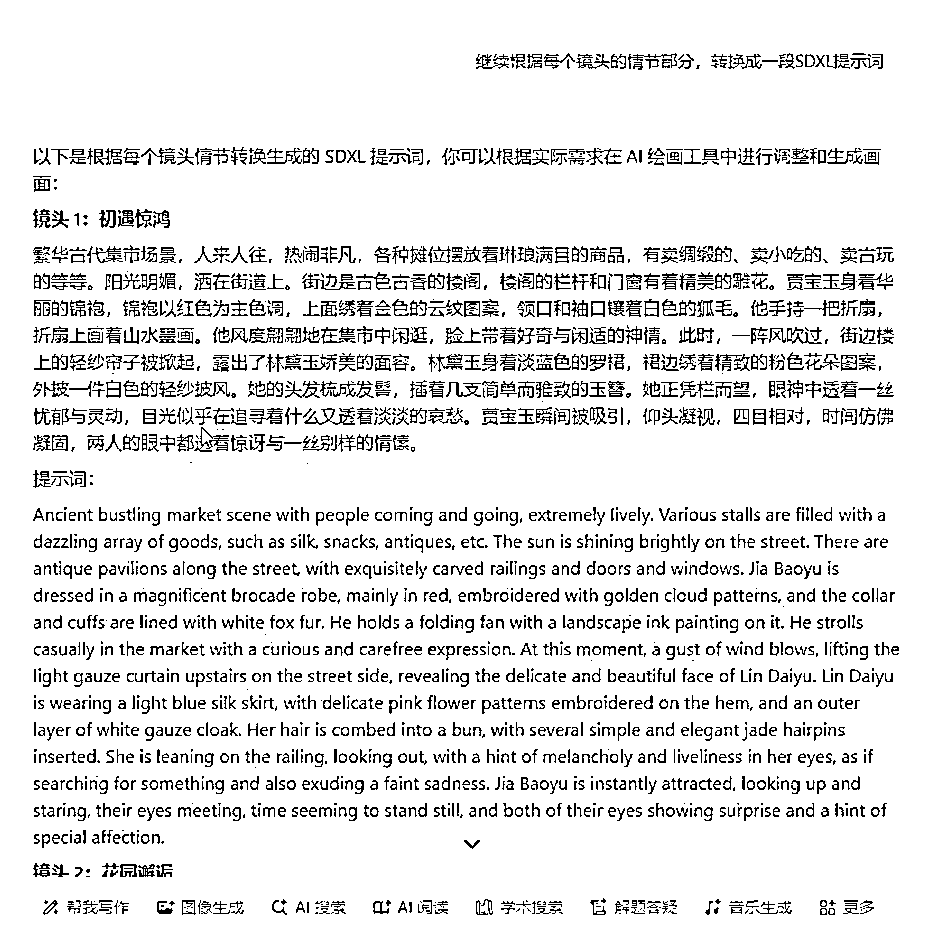 继续根据每个镜头的情节部分，转换成一段SDXL提示词
以下是根据每个镜头情节转换生成的 SDXL 提示词，你可以根据实际需求在 AI 绘画工具中进行调整和生成画
面：
镜头 1：初遇惊鸿
繁华古代集市场景，人来人往，热闹非凡，各种摊位摆放着琳琅满目的商品，有卖绸缎的、卖小吃的、卖古玩
的等等。阳光明媚，洒在街道上。街边是古色古香的楼阁，楼阁的栏杆和门窗有着精美的雕花。贾宝玉身着华
丽的锦袍，锦袍以红色为主色调，上面绣着金色的云纹图案，领口和袖口镶着白色的狐毛。他手持一把折扇，
折扇上画着山水墨画。他风度翩翩地在集市中闲逛，脸上带着好奇与闲适的神情。此时，一阵风吹过，街边楼
上的轻纱帘子被掀起，露出了林黛玉娇美的面容。林黛玉身着淡蓝色的罗裙，裙边绣着精致的粉色花朵图案，
外披一件白色的轻纱披风。她的头发梳成发髻，插着几支简单而雅致的玉簪。她正凭栏而望，眼神中透着一丝
忧郁与灵动，目光似乎在追寻着什么又透着淡淡的哀愁。贾宝玉瞬间被吸引，仰头凝视，四目相对，时间仿佛
凝固，两人的眼中都透着惊讶与一丝别样的情愫。
提示词：
Ancient bustling market scene with people coming and going, extremely lively. Various stalls are filled with a
dazzling array of goods, such as silk, snacks, antiques, etc. The sun is shining brightly on the street. There are
antique pavilions along the street, with exquisitely carved railings and doors and windows. Jia Baoyu is
dressed in a magnificent brocade robe, mainly in red, embroidered with golden cloud patterns, and the collar
and cuffs are lined with white fox fur. He holds a folding fan with a landscape ink painting on it. He strolls
casually in the market with a curious and carefree expression. At this moment, a gust of wind blows, lifting the
light gauze curtain upstairs on the street side, revealing the delicate and beautiful face of Lin Daiyu. Lin Daiyu
is wearing a light blue silk skirt, with delicate pink flower patterns embroidered on the hem, and an outer
layer of white gauze cloak. Her hair is combed into a bun, with several simple and elegant jade hairpins
inserted. She is leaning on the railing, looking out, with a hint of melancholy and liveliness in her eyes, as if
searching for something and also exuding a faint sadness. Jia Baoyu is instantly attracted, looking up and
staring, their eyes meeting, time seeming to stand still, and both of their eyes showing surprise and a hint of
special affection.
镜头 2：花园邂逅
帮我写作 图像生成 AI 搜索 AI 阅读 学术搜索 解题答疑 音乐生成 更多